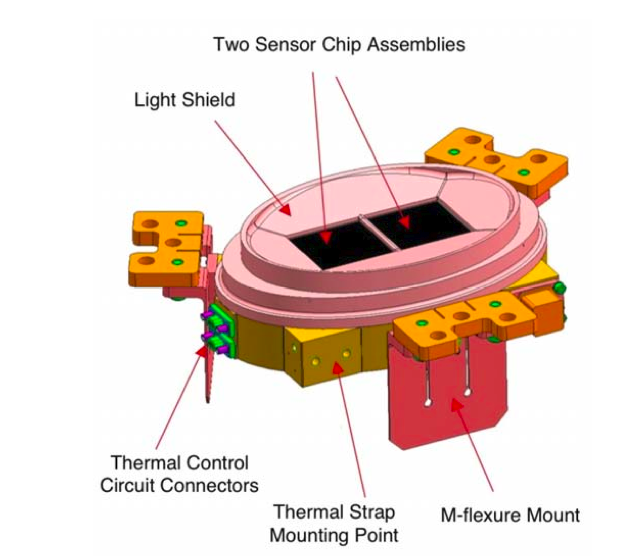 Two Sensor Chip Assemblies
Light Shield
Thermal Control
Circuit Connectors
Thermal Strap
Mounting Point
M-flexure Mount